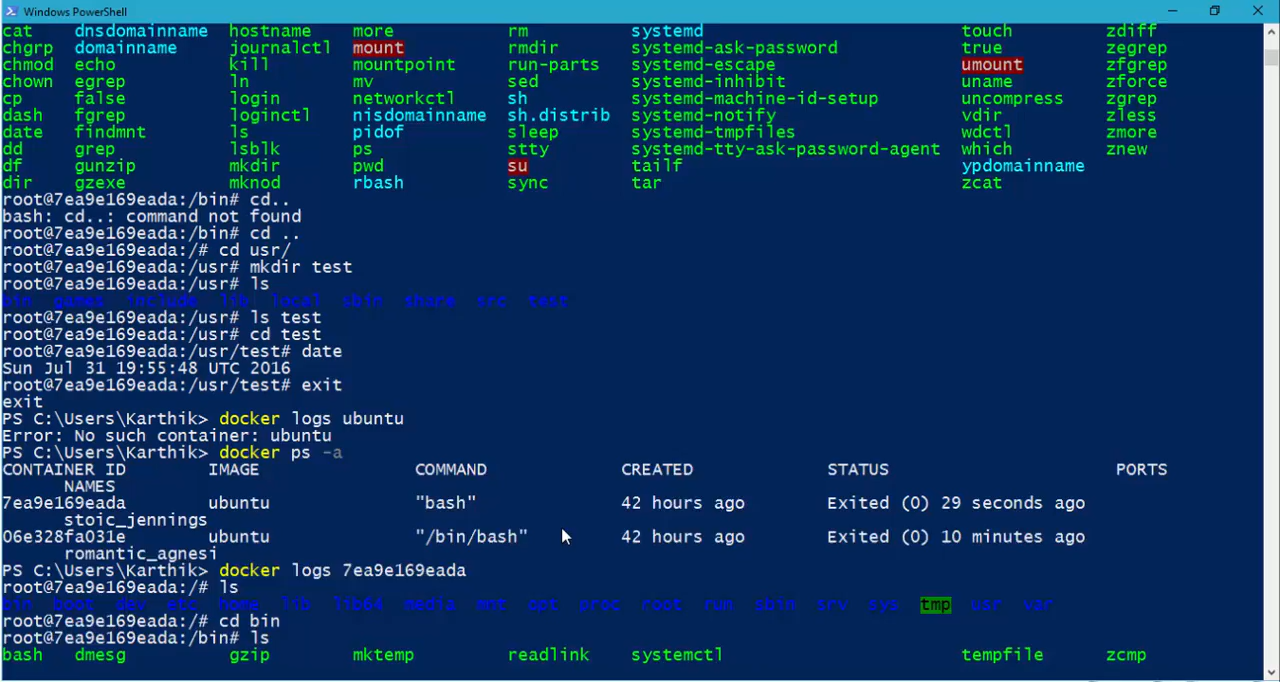 Windows PowerShell
cat dnsdomainname hostname more rm systemd touch zdiff
chgrp domainname journalctl mount rmdir systemd-ask-password true zegrep
chmod echo kill mountpoint run-parts systemd-escape umount zfgrep
chown egrep ln mv sed systemd-inhibit uname zforce
cp false login networkctl sh systemd-machine-id-setup uncompress zgrep
dash fgrep loginctl nisdomainname sh.distrib systemd-notify vdir zless
date findmnt ls pidof sleep systemd-tmpfiles wdctl zmore
dd grep lsblk ps stty systemd-tty-ask-password-agent which znew
df gunzip mkdir pwd su tailf ypdomainname
dir gzexe mknod rbash sync tar zcat
root@7ea9e169eada:/bin# cd..
bash: cd..: command not found
root@7ea9e169eada:/bin# cd ..
root@7ea9e169eada:/# cd usr/
root@7ea9e169eada:/usr# mkdir test
root@7ea9e169eada:/usr# ls
bin games include lib local sbin share src test
root@7ea9e169eada:/usr# ls test
root@7ea9e169eada:/usr# cd test
root@7ea9e169eada:/usr/test# date
Sun Jul 31 19:55:48 UTC 2016
root@7ea9e169eada:/usr/test# exit
exit
PS C:\Users\Karthik> docker logs ubuntu
Error: No such container: ubuntu
PS C:\Users\Karthik> docker ps -a
CONTAINER ID IMAGE COMMAND CREATED STATUS PORTS
NAMES
7ea9e169eada ubuntu "bash" 42 hours ago Exited (0) 29 seconds ago
stoic_jennings
06e328fa031e ubuntu "/bin/bash" 42 hours ago Exited (0) 10 minutes ago
romantic_agnesi
PS C:\Users\Karthik> docker logs 7ea9e169eada
root@7ea9e169eada:/# ls
bin boot dev etc home lib lib64 media mnt opt proc root run sbin srv sys tmp usr var
root@7ea9e169eada:/# cd bin
root@7ea9e169eada:/bin# ls
bash dmesg gzip mktemp readlink systemctl tempfile zcmp